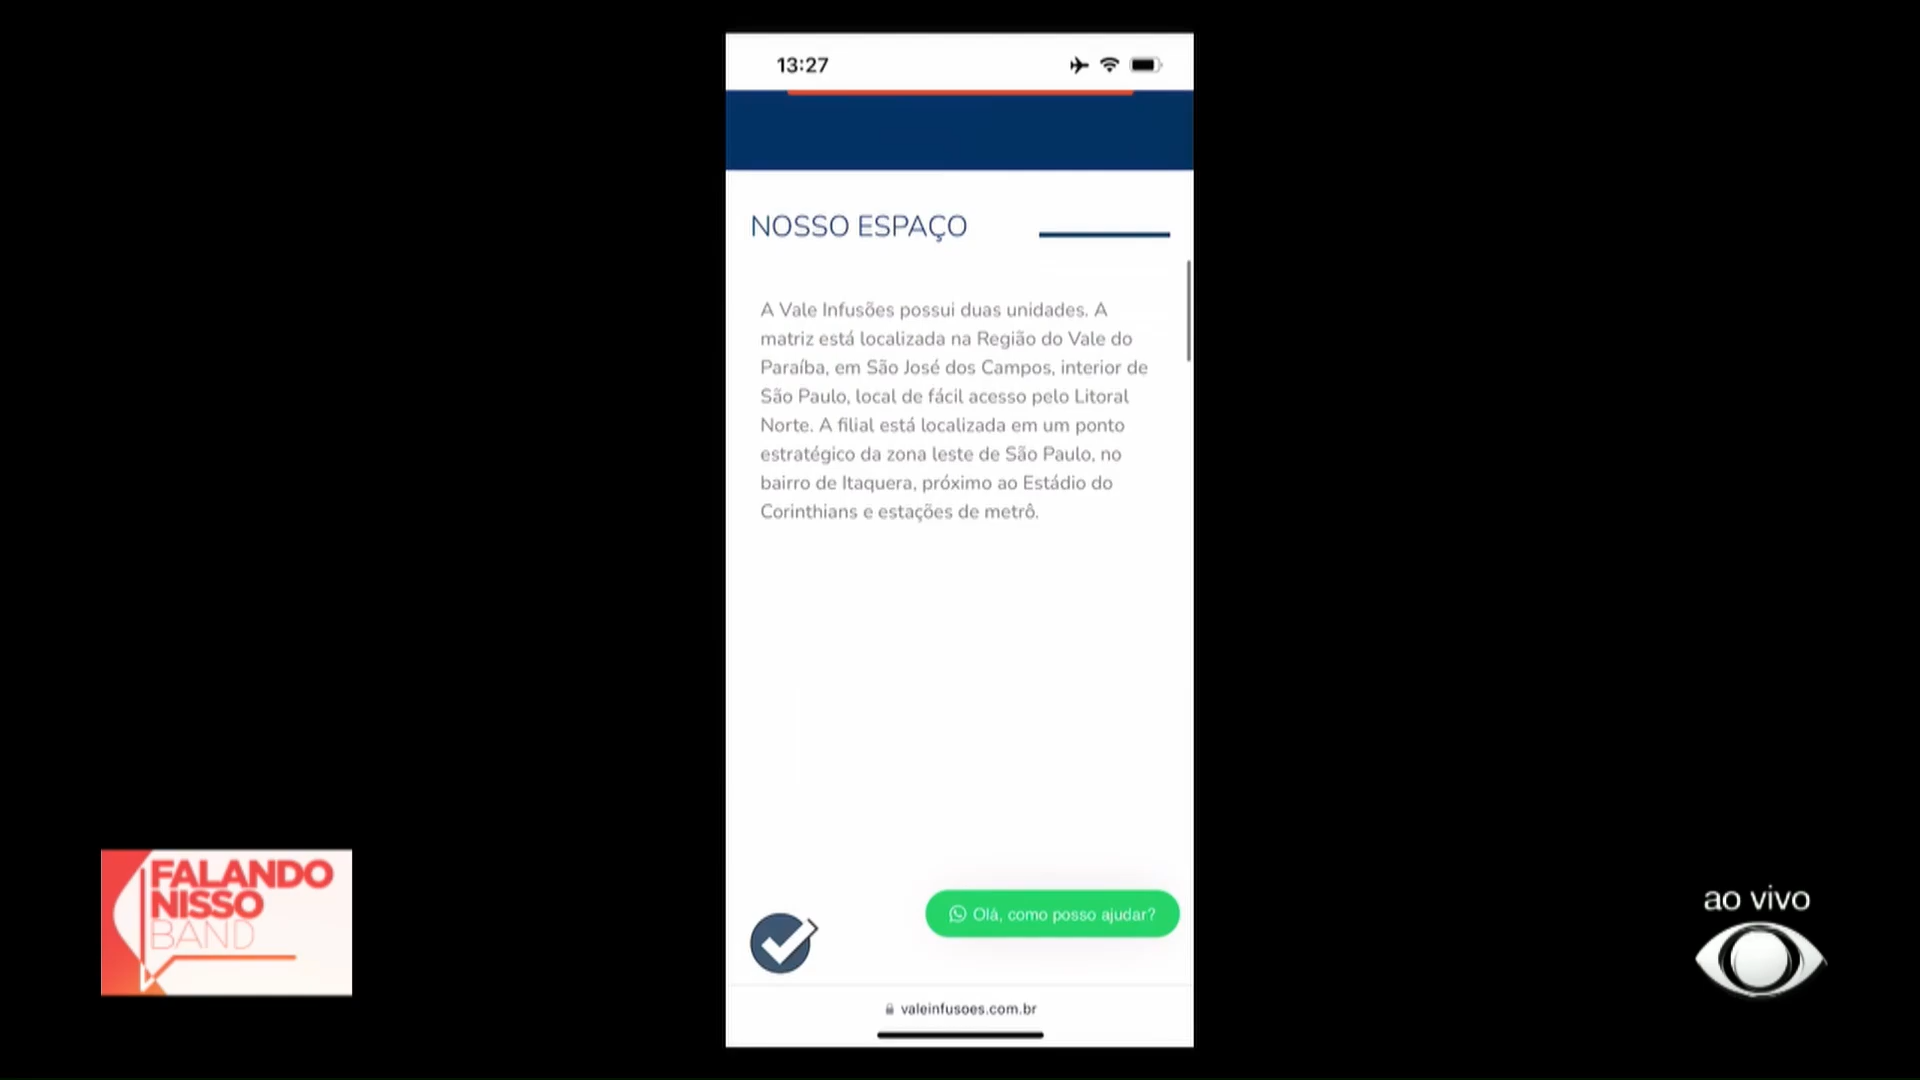 13:27
NOSSO ESPAÇO
A Vale Infusões possui duas unidades. A
matriz está localizada na Região do Vale do
Paraíba, em São José dos Campos, interior de
São Paulo, local de fácil acesso pelo Litoral
Norte. A filial está localizada em um ponto
estratégico da zona leste de São Paulo, no
bairro de Itaquera, próximo ao Estádio do
Corinthians e estações de metrô.
Olá, como posso ajudar?
valeinfusoes.com.br
FALANDO
NISSO
BAND
ao vivo